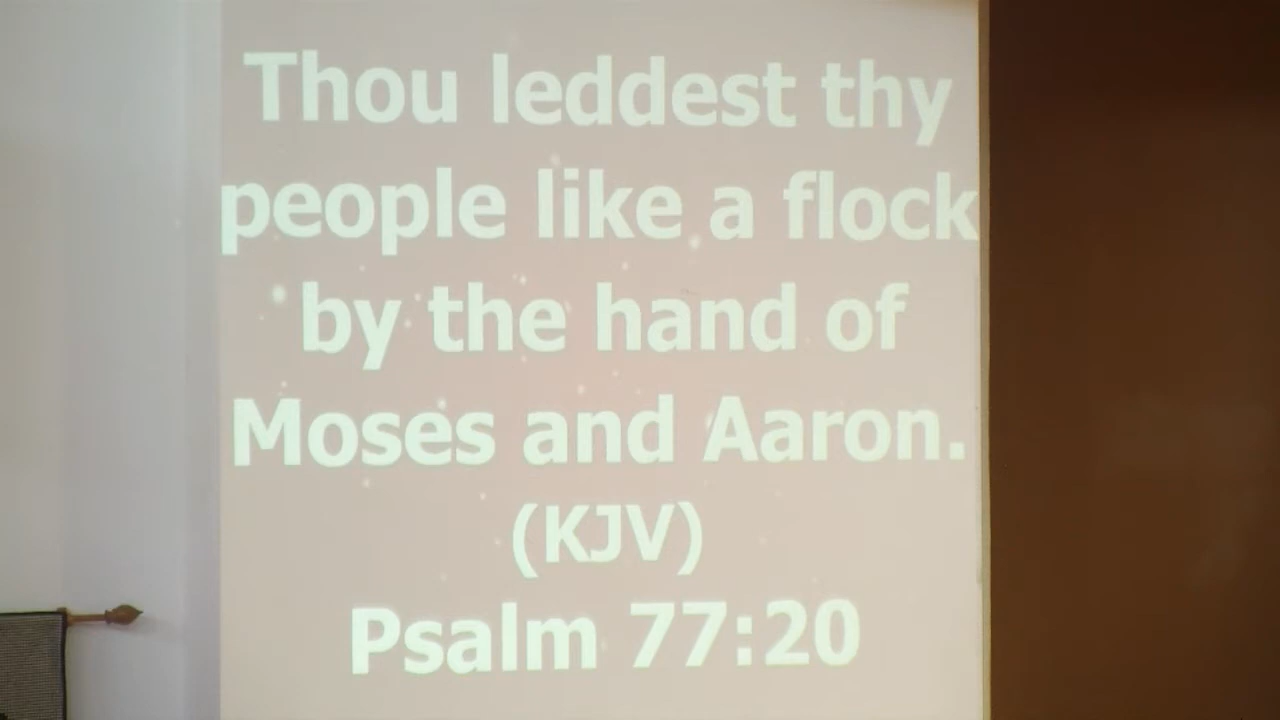 Thou leddest thy
people like a flock
by the hand of
Moses and Aaron.
(KJV)
Psalm 77:20